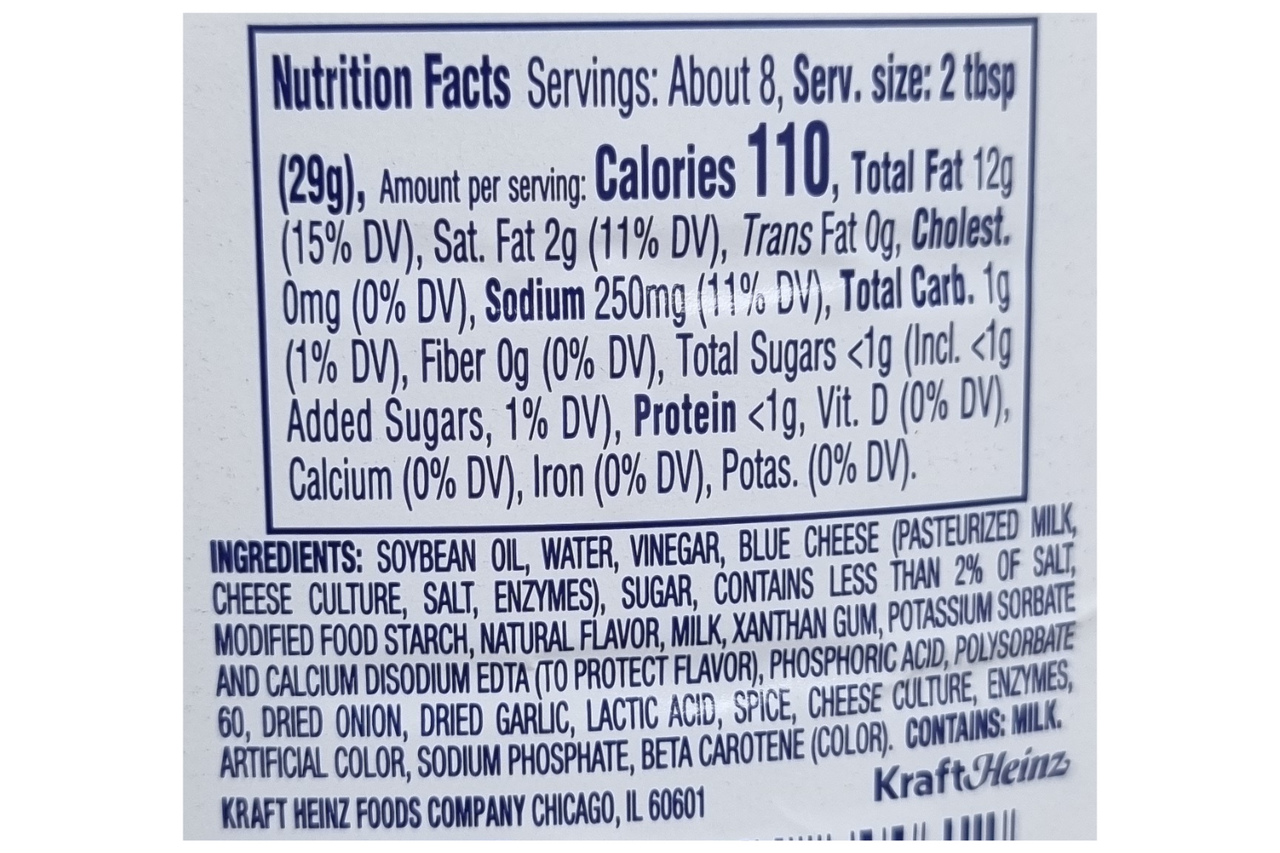 Nutrition Facts Servings: About 8, Serv. size: 2 tbsp
(29g), Amount per serving: Calories 110, Total Fat 12g
(15% DV), Sat. Fat 2g (11% DV), Trans Fat 0g, Cholest.
0mg (0% DV), Sodium 250mg (11% DV), Total Carb. 1g
(1% DV), Fiber 0g (0% DV), Total Sugars <1g (Incl. <1g
Added Sugars, 1% DV), Protein <1g, Vit. D (0% DV),
Calcium (0% DV), Iron (0% DV), Potas. (0% DV).
INGREDIENTS: SOYBEAN OIL, WATER, VINEGAR, BLUE CHEESE (PASTEURIZED MILK,
CHEESE CULTURE, SALT, ENZYMES), SUGAR, CONTAINS LESS THAN 2% OF SALT,
MODIFIED FOOD STARCH, NATURAL FLAVOR, MILK, XANTHAN GUM, POTASSIUM SORBATE
AND CALCIUM DISODIUM EDTA (TO PROTECT FLAVOR), PHOSPHORIC ACID, POLYSORBATE
60, DRIED ONION, DRIED GARLIC, LACTIC ACID, SPICE, CHEESE CULTURE, ENZYMES,
ARTIFICIAL COLOR, SODIUM PHOSPHATE, BETA CAROTENE (COLOR). CONTAINS: MILK.
KraftHeinz
KRAFT HEINZ FOODS COMPANY CHICAGO, IL 60601